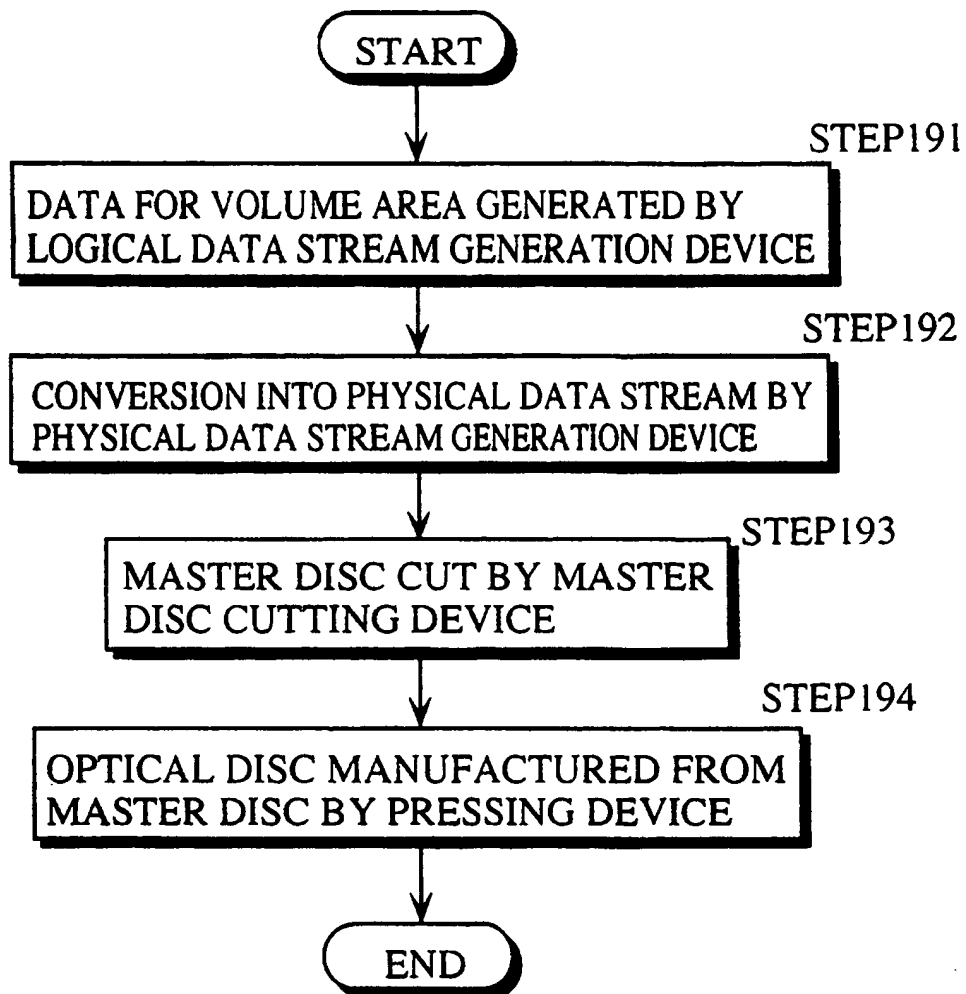 START
STEP191
DATA FOR VOLUME AREA GENERATED BY
LOGICAL DATA STREAM GENERATION DEVICE
STEP192
CONVERSION INTO PHYSICAL DATA STREAM BY
PHYSICAL DATA STREAM GENERATION DEVICE
STEP193
MASTER DISC CUT BY MASTER
DISC CUTTING DEVICE
STEP194
OPTICAL DISC MANUFACTURED FROM
MASTER DISC BY PRESSING DEVICE
END